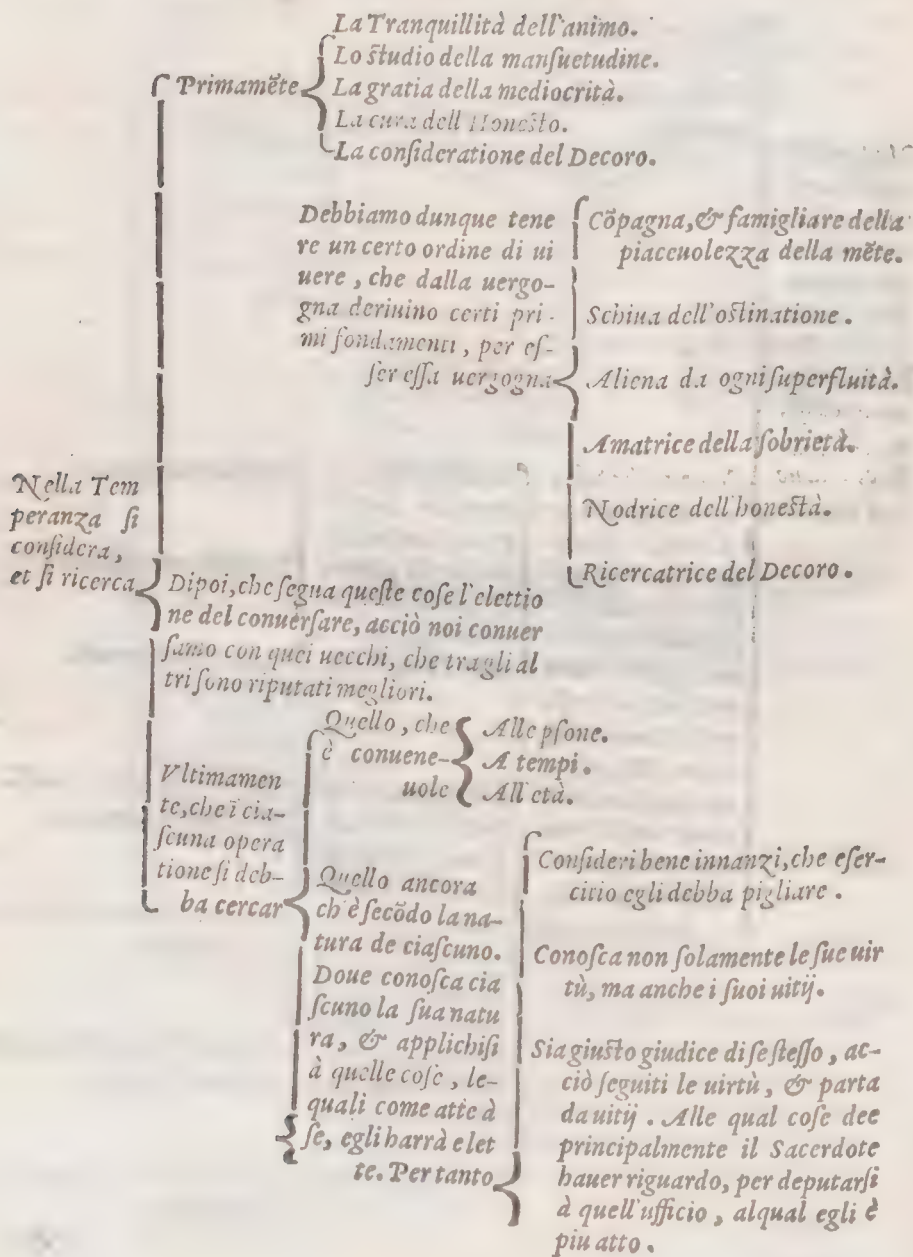 Nella Tem
peranza ſi
conſidera,
et ſi ricerca
Primamẽte
La Tranquillità dell'animo.
Lo ſtudio della manſuetudine.
La gratia della mediocrità.
La cura dell Honeſto.
La conſideratione del Decoro.
Debbiamo dunque tene
re un certo ordine di ui
uere, che dalla uergo-
gna deriuino certi pri-
mi fondamenti, per eſ-
ſer eſſa uergogna
Cõpagna, & famigliare della
piaceuolezza della mẽte.
Schiua dell'oſtinatione.
Aliena da ogni ſuperfluità.
Amatrice della ſobrietà.
Nodrice dell'honeſtà.
Ricercatrice del Decoro.
Dipoi, che ſegua queſte coſe l'elettio
ne del conuerſare, acciò noi conuer
ſamo con quei uecchi, che tra gli al
tri ſono riputati megliori.
Vltimamen
te, che ĩ cia-
ſcuna opera
tione ſi deb-
ba cercar
Quello, che
è conuene-
uole
Alle pſone.
A tempi.
All'età.
Quello ancora
ch'è ſecõdo la na-
tura de ciaſcuno.
Doue conoſca cia
ſcuno la ſua natu
ra, & applichiſi
à quelle coſe, le-
quali come atte à
ſe, egli harrà elet
te. Per tanto
Conſideri bene innanzi, che eſer-
citio egli debba pigliare.
Conoſca non ſolamente le ſue uir
tù, ma anche i ſuoi uitij.
Sia giuſto giudice di ſe ſteſſo, ac-
ciò ſeguiti le uirtù, & parta
da uitij. Alle qual coſe dee
principalmente il Sacerdote
hauer riguardo, per deputarſi
à quell'ufficio, alqual egli è
piu atto.